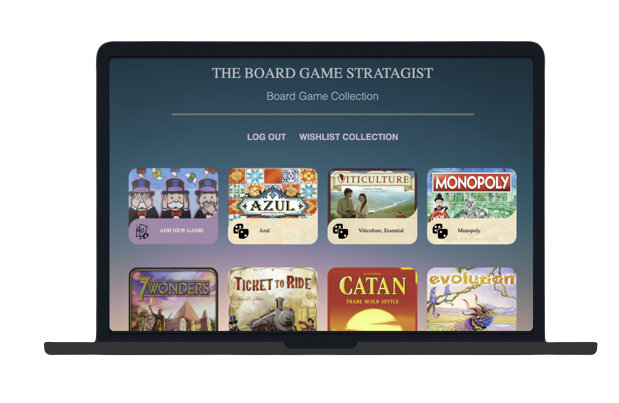 THE BOARD GAME STRATAGIST
Board Game Collection
LOG OUT WISHLIST COLLECTION
AZUL
VITICULTURE
MONOPOLY
ADD NEW GAME
Azul
Viticulture, Essential
Monopoly
7 WONDERS
TICKET TO RIDE
CATAN
TRADE BUILD SETTLE
evolution